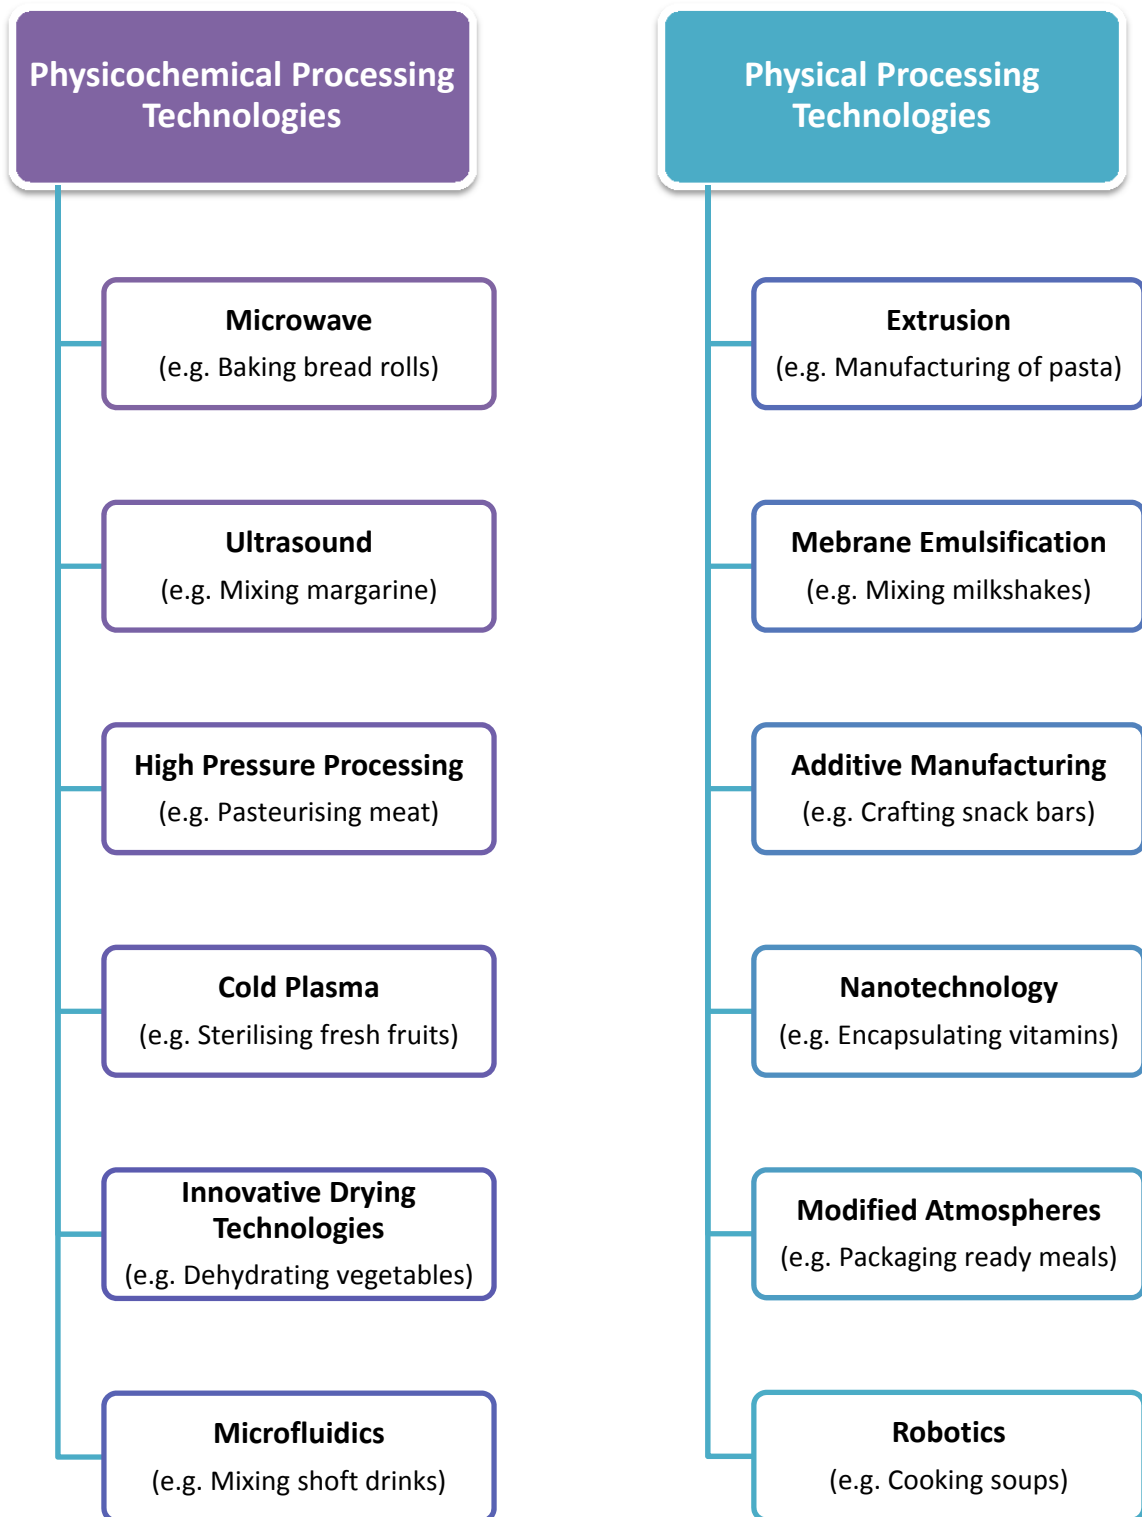 Physicochemical Processing
Technologies
Microwave
(e.g. Baking bread rolls)
Ultrasound
(e.g. Mixing margarine)
High Pressure Processing
(e.g. Pasteurising meat)
Cold Plasma
(e.g. Sterilising fresh fruits)
Innovative Drying
Technologies
(e.g. Dehydrating vegetables)
Microfluidics
(e.g. Mixing shoft drinks)
Physical Processing
Technologies
Extrusion
(e.g. Manufacturing of pasta)
Mebrane Emulsification
(e.g. Mixing milkshakes)
Additive Manufacturing
(e.g. Crafting snack bars)
Nanotechnology
(e.g. Encapsulating vitamins)
Modified Atmospheres
(e.g. Packaging ready meals)
Robotics
(e.g. Cooking soups)